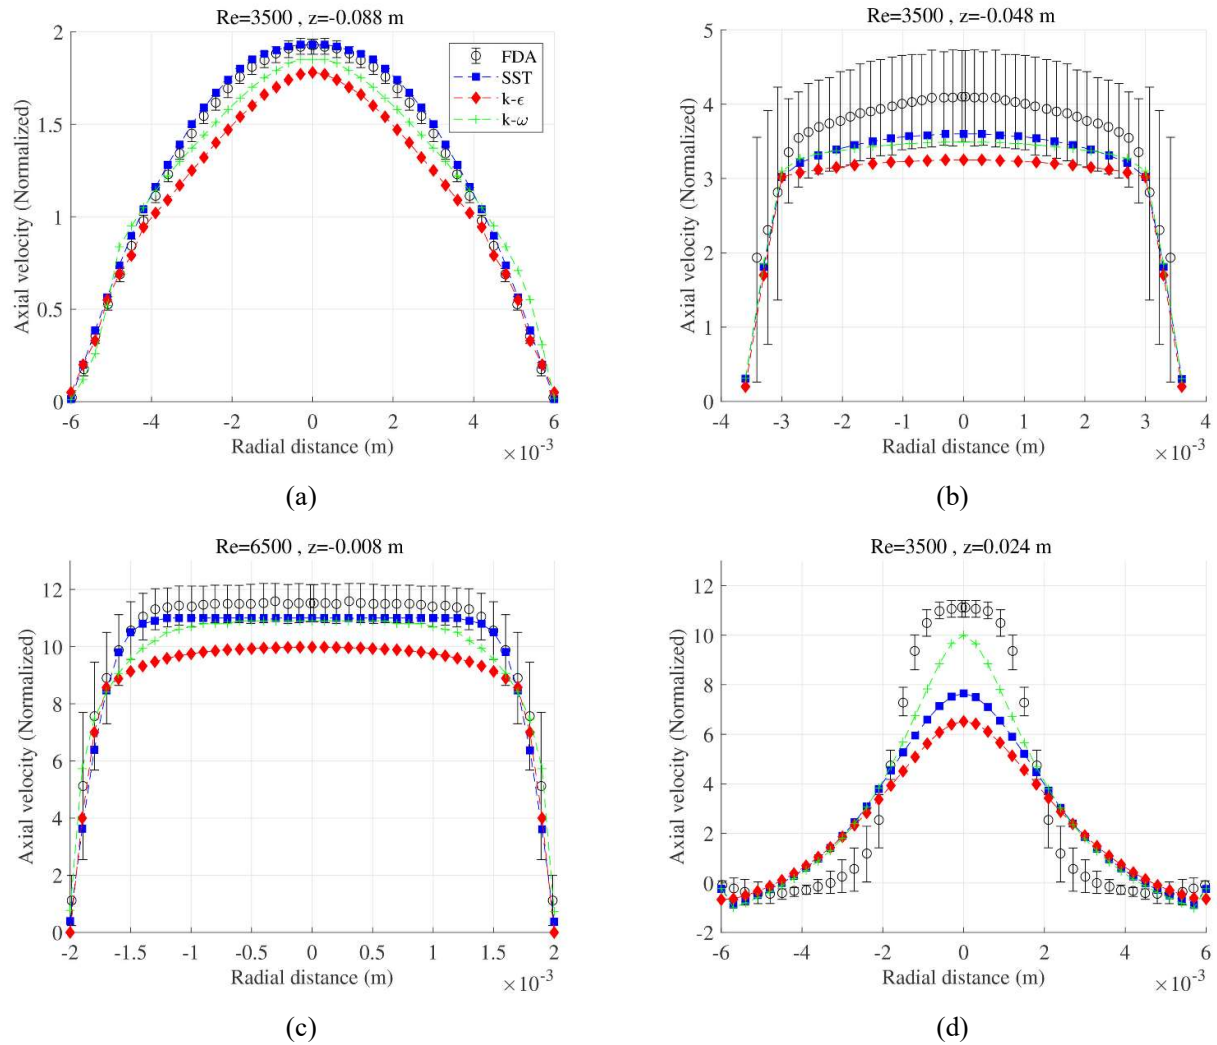 Re=3500 , z=-0.088 m
Axial velocity (Normalized)
2
1.5
1
0.5
0
FDA
SST
k-ϵ
k-ω
-6 -4 -2 0 2 4 6
Radial distance (m)
×10⁻³
(a)
Re=3500 , z=-0.048 m
Axial velocity (Normalized)
5
4
3
2
1
0
-4 -3 -2 -1 0 1 2 3 4
Radial distance (m)
×10⁻³
(b)
Re=6500 , z=-0.008 m
Axial velocity (Normalized)
12
10
8
6
4
2
0
-2 -1.5 -1 -0.5 0 0.5 1 1.5 2
Radial distance (m)
×10⁻³
(c)
Re=3500 , z=0.024 m
Axial velocity (Normalized)
12
10
8
6
4
2
0
-2
-6 -4 -2 0 2 4 6
Radial distance (m)
×10⁻³
(d)